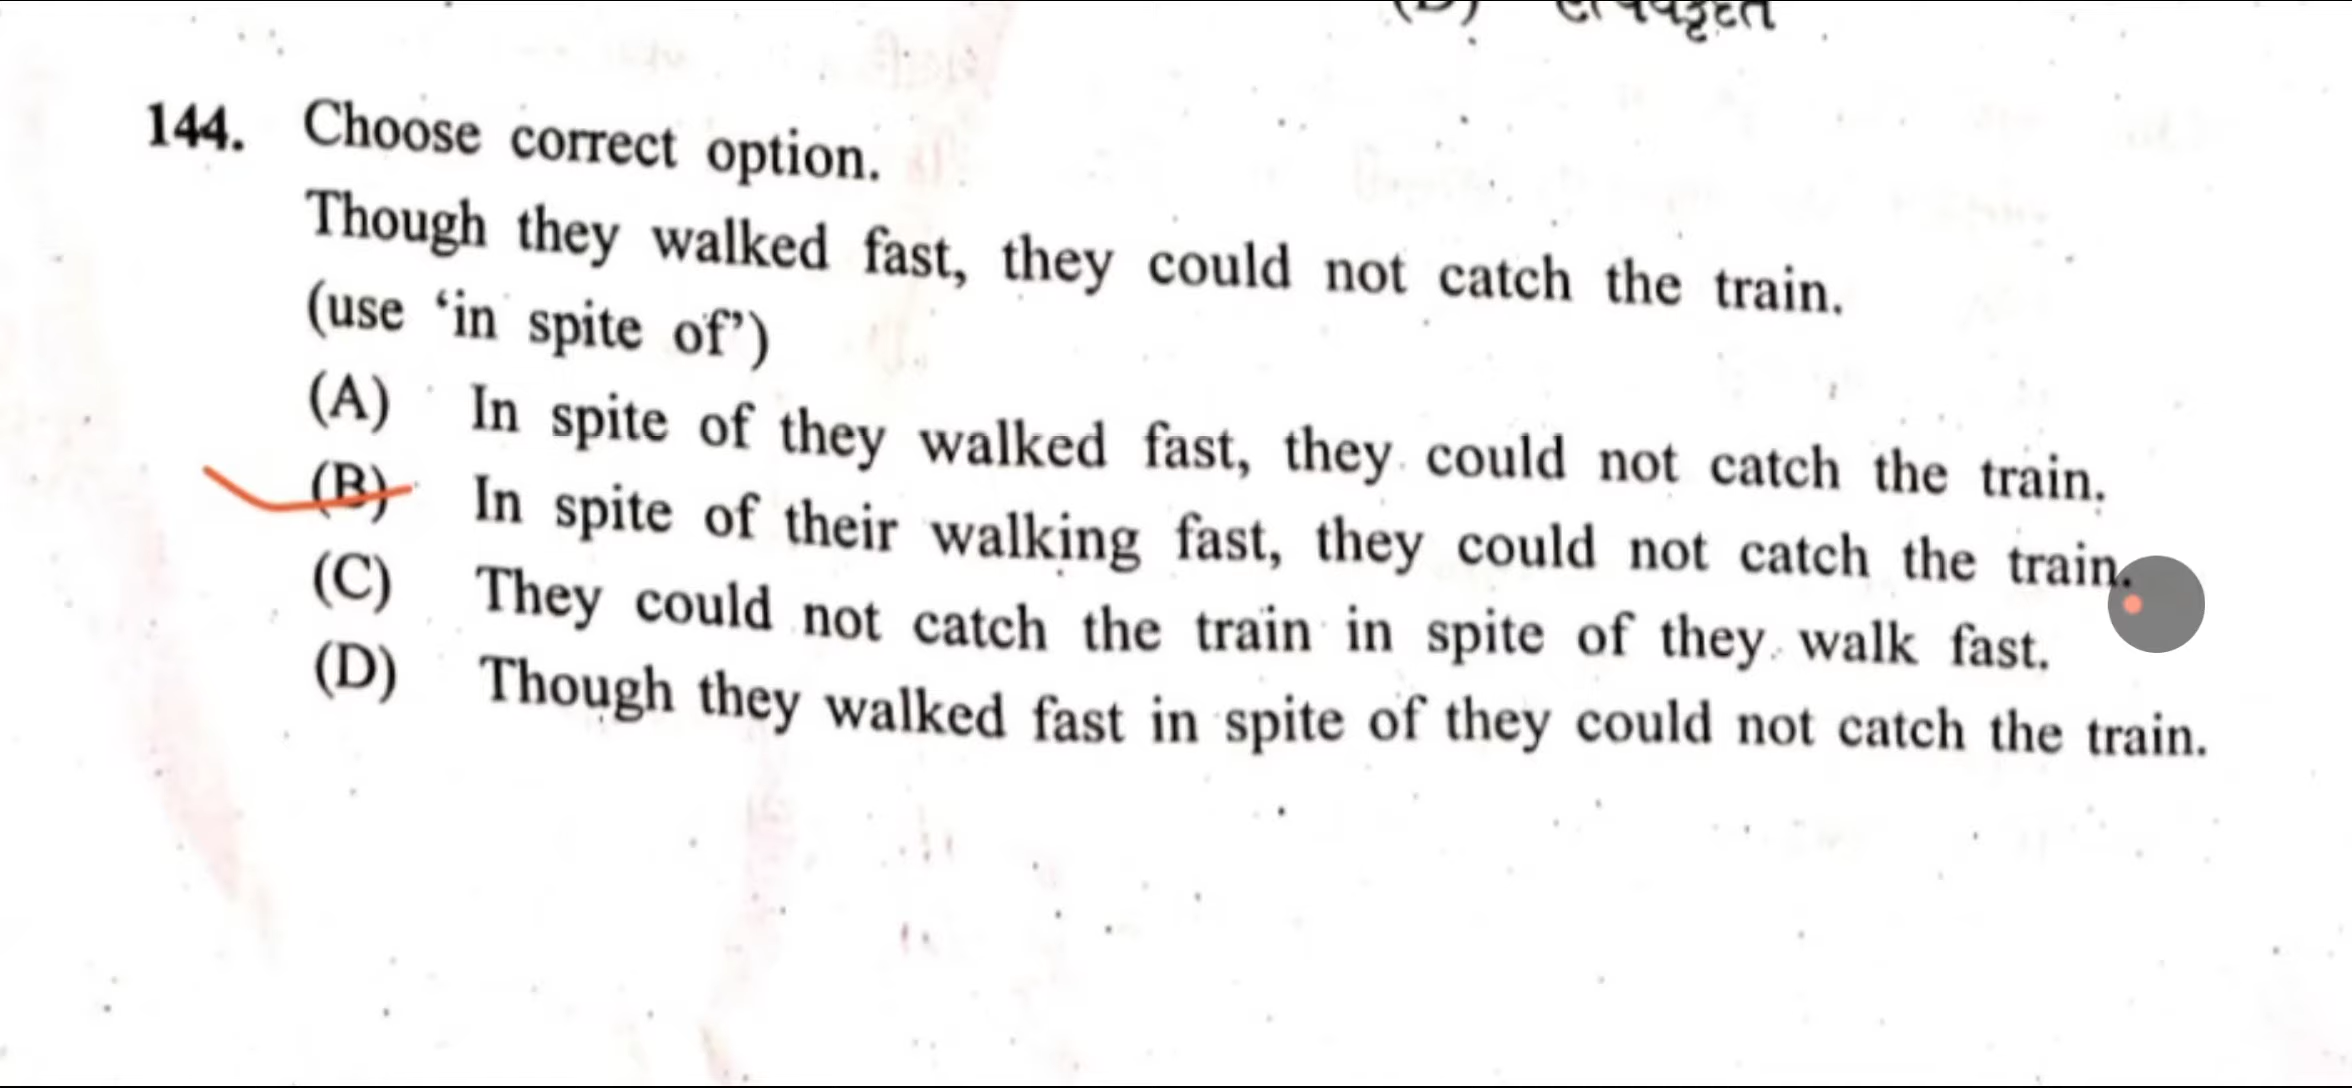 144. Choose correct option.
Though they walked fast, they could not catch the train.
(use ‘in spite of’)
(A) In spite of they walked fast, they could not catch the train.
(B) In spite of their walking fast, they could not catch the train.
(C) They could not catch the train in spite of they walk fast.
(D) Though they walked fast in spite of they could not catch the train.